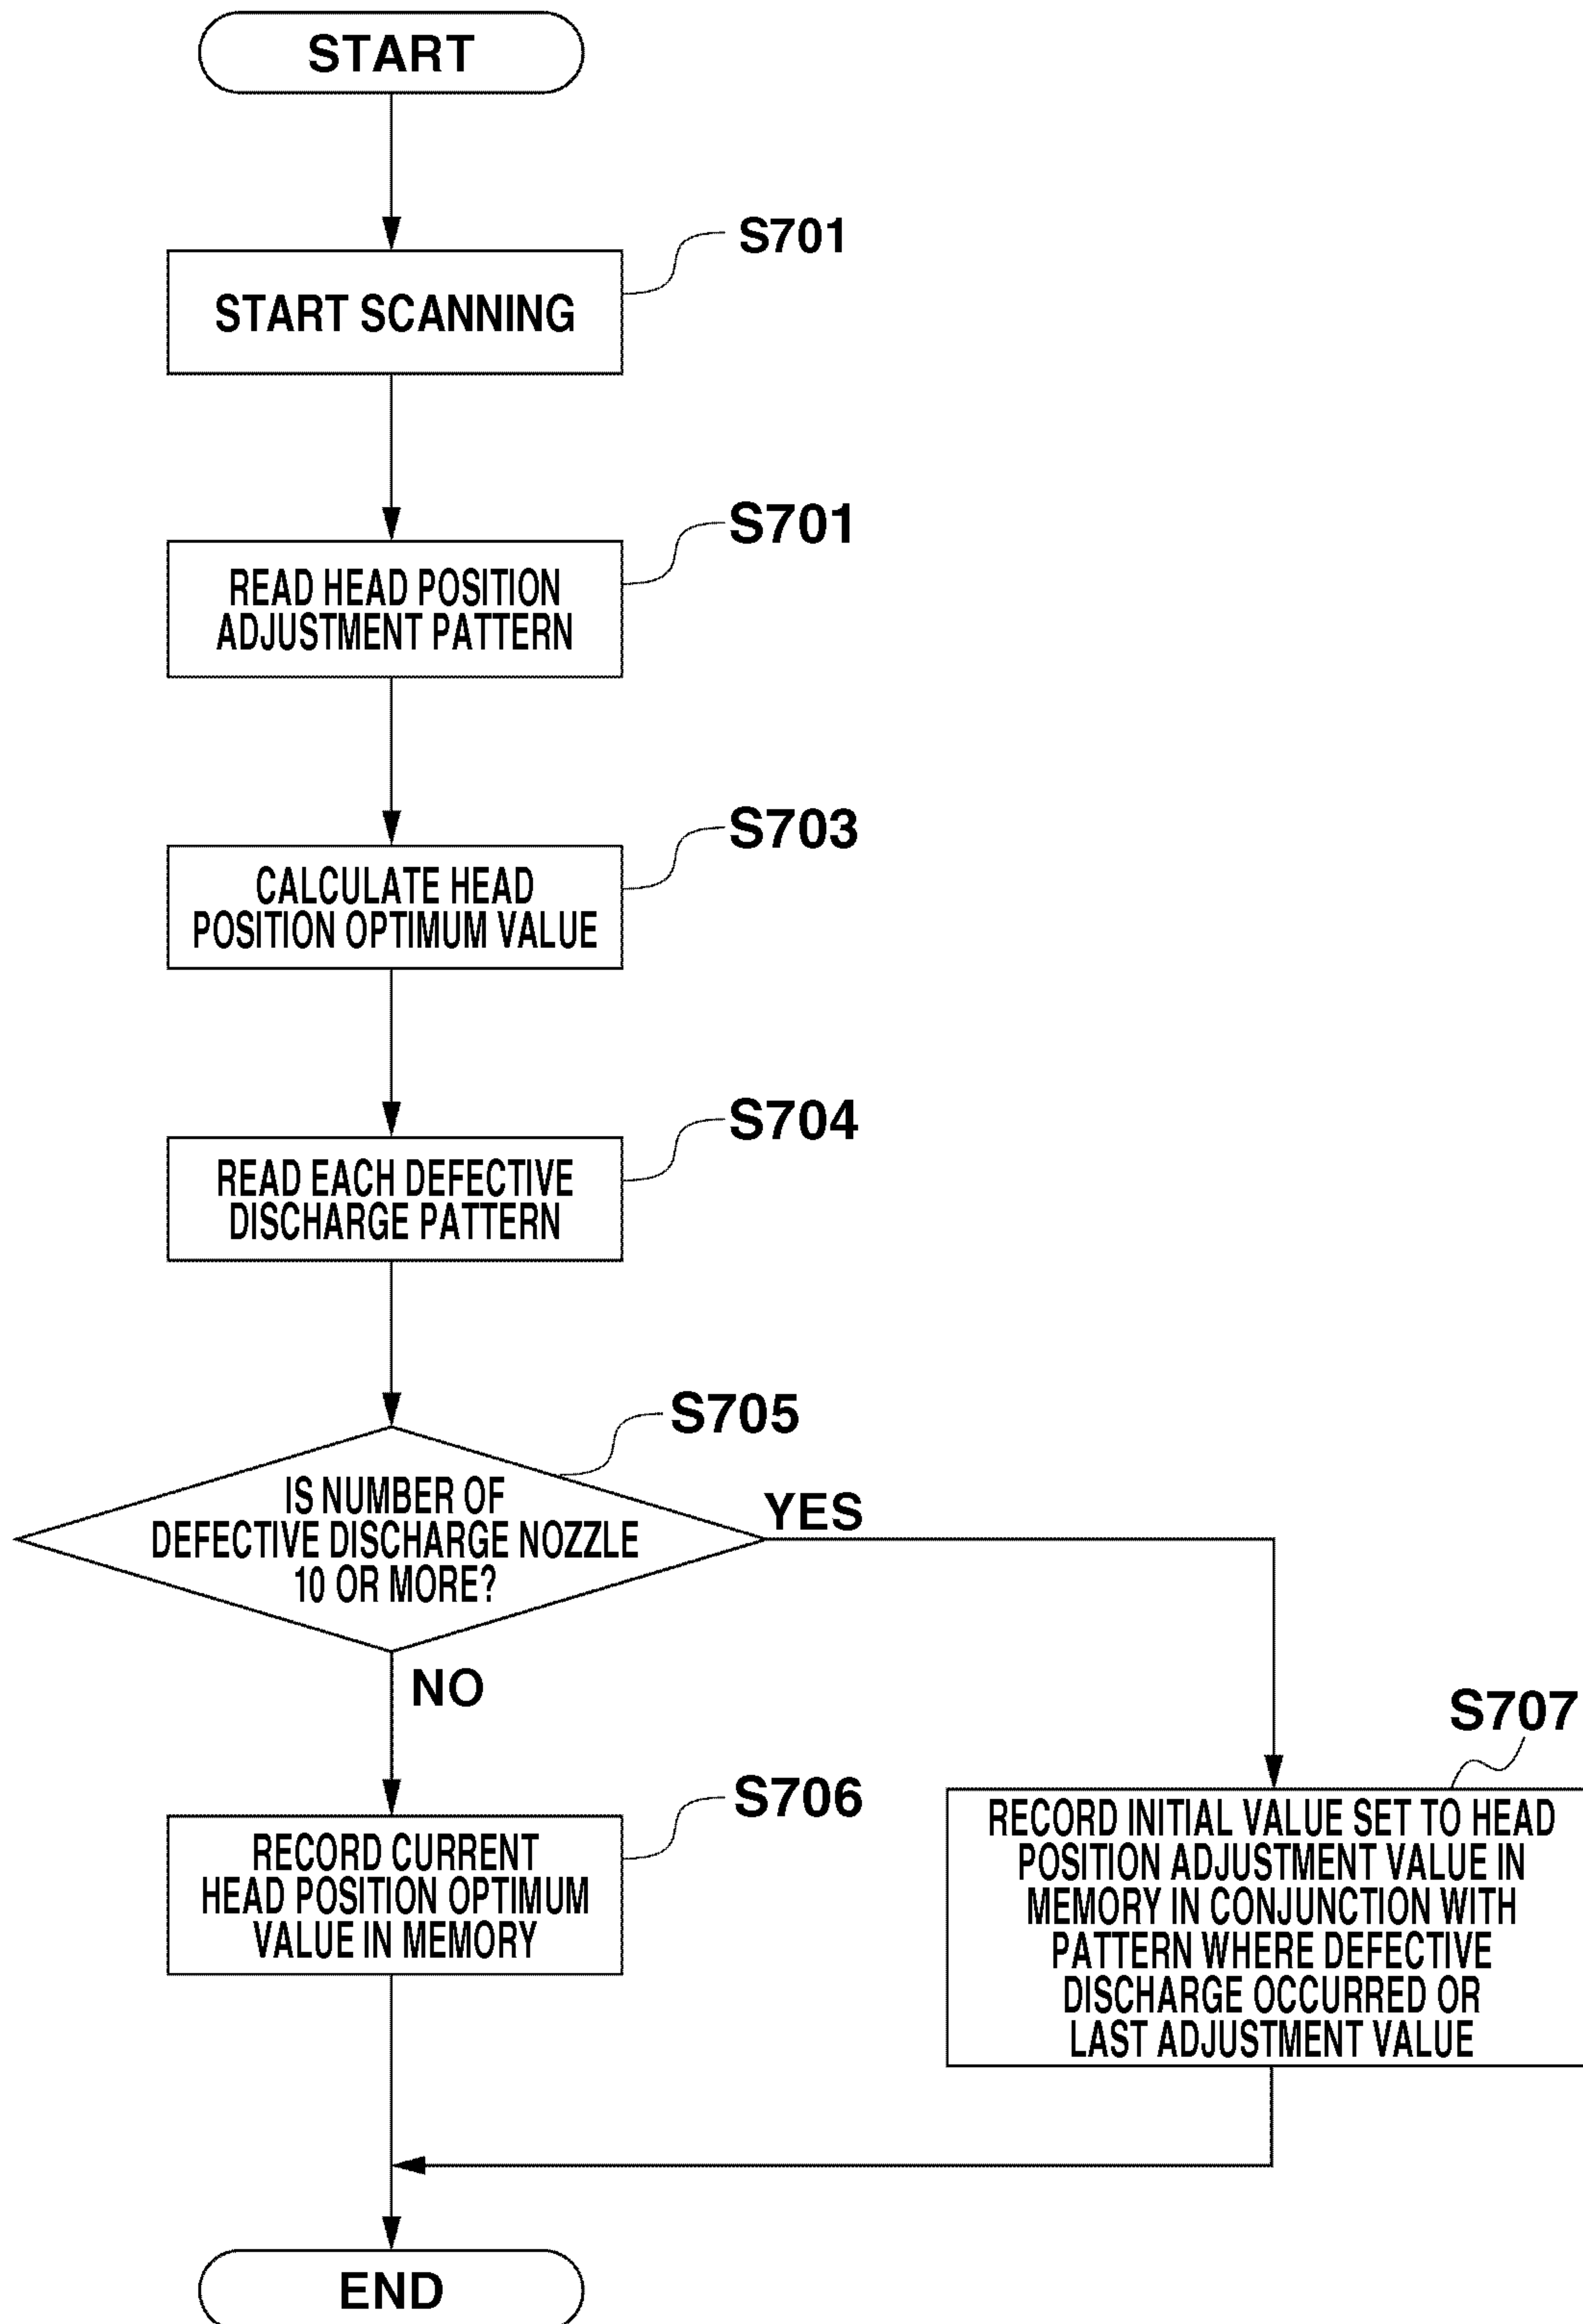 START
S701
START SCANNING
S701
READ HEAD POSITION
ADJUSTMENT PATTERN
S703
CALCULATE HEAD
POSITION OPTIMUM VALUE
S704
READ EACH DEFECTIVE
DISCHARGE PATTERN
S705
IS NUMBER OF
DEFECTIVE DISCHARGE NOZZLE
10 OR MORE?
YES
NO
S706
RECORD CURRENT
HEAD POSITION OPTIMUM
VALUE IN MEMORY
S707
RECORD INITIAL VALUE SET TO HEAD
POSITION ADJUSTMENT VALUE IN
MEMORY IN CONJUNCTION WITH
PATTERN WHERE DEFECTIVE
DISCHARGE OCCURRED OR
LAST ADJUSTMENT VALUE
END